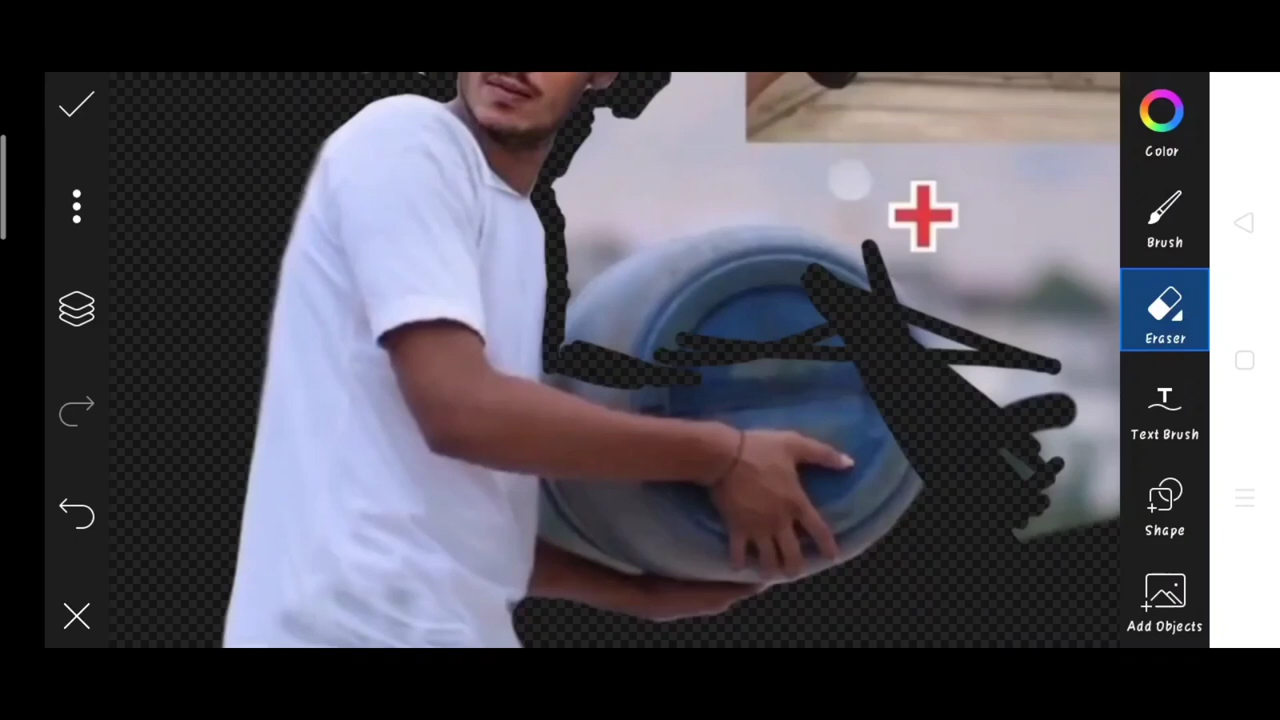 Color
Brush
Eraser
Text Brush
Shape
Add Objects